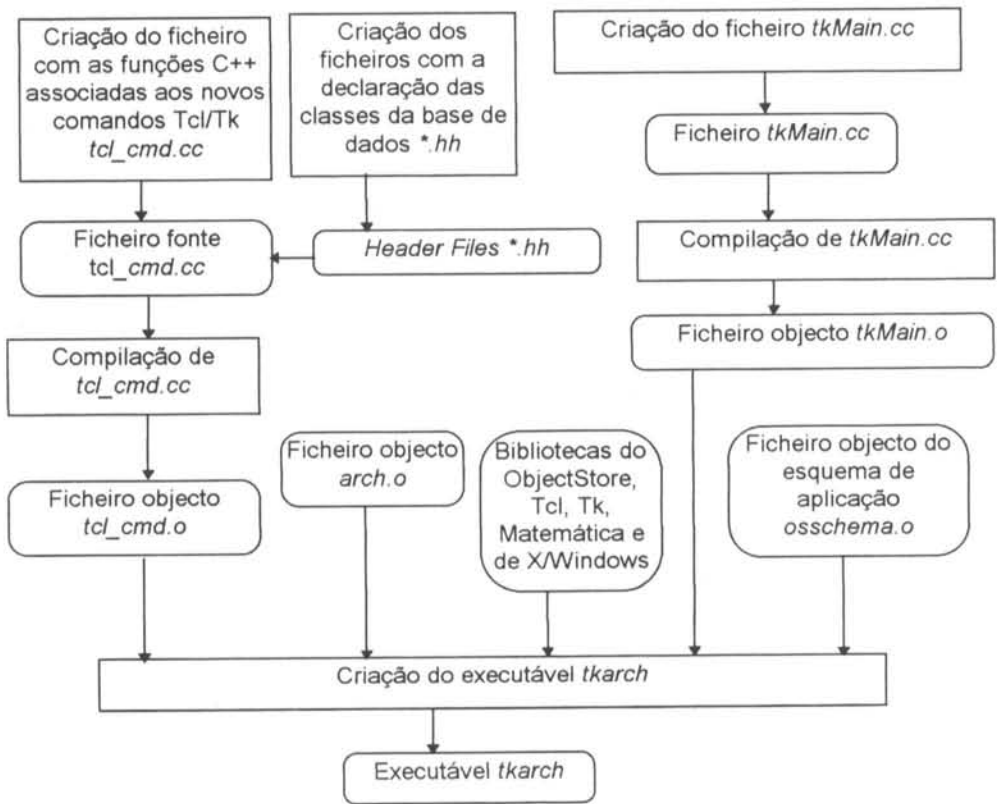 Criação do ficheiro
com as funções C++
associadas aos novos
comandos Tcl/Tk
tcl_cmd.cc
Criação dos
ficheiros com a
declaração das
classes da base de
dados *.hh
Criação do ficheiro tkMain.cc
Ficheiro tkMain.cc
Ficheiro fonte
tcl_cmd.cc
Header Files *.hh
Compilação de tkMain.cc
Ficheiro objecto tkMain.o
Compilação de
tcl_cmd.cc
Ficheiro objecto
tcl_cmd.o
Ficheiro objecto
arch.o
Bibliotecas do
ObjectStore,
Tcl, Tk,
Matemática e
de X/Windows
Ficheiro objecto do
esquema de
aplicação
osschema.o
Criação do executável tkarch
Executável tkarch